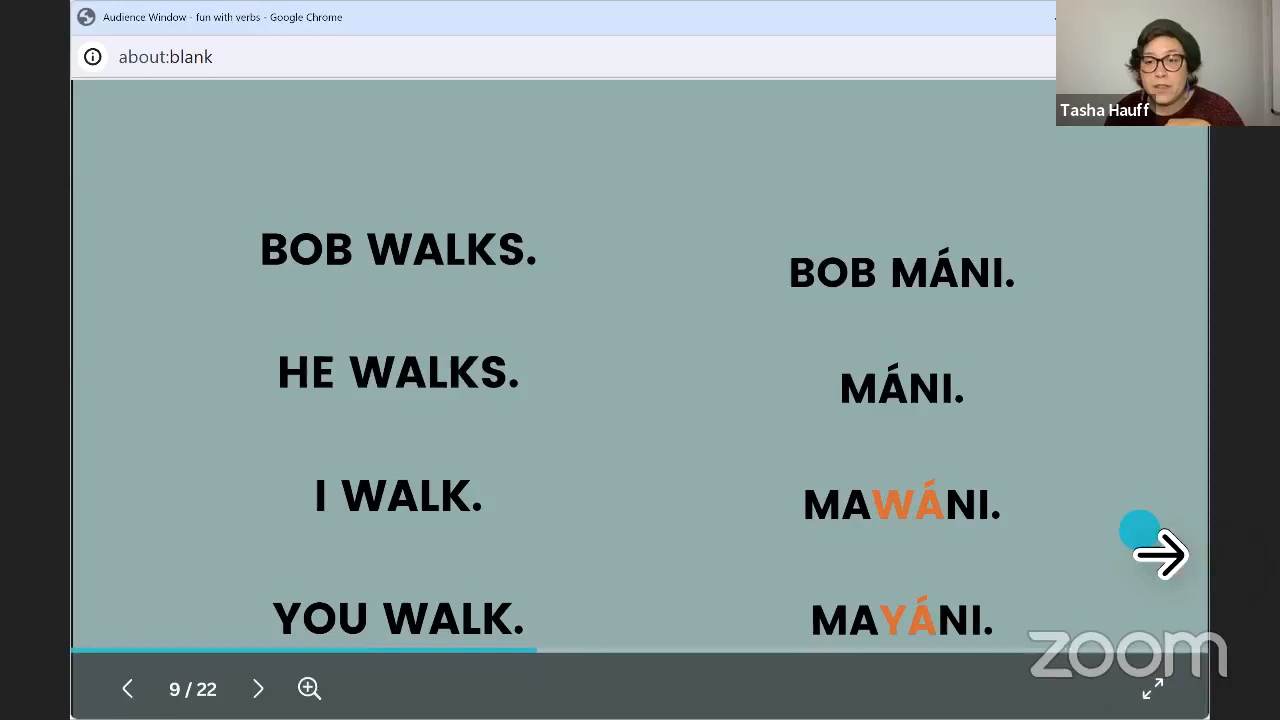 Audience Window - fun with verbs - Google Chrome
about:blank
Tasha Hauff
BOB WALKS.
HE WALKS.
I WALK.
YOU WALK.
BOB MÁNI.
MÁNI.
MAWÁNI.
MAYÁNI.
9 / 22
zoom